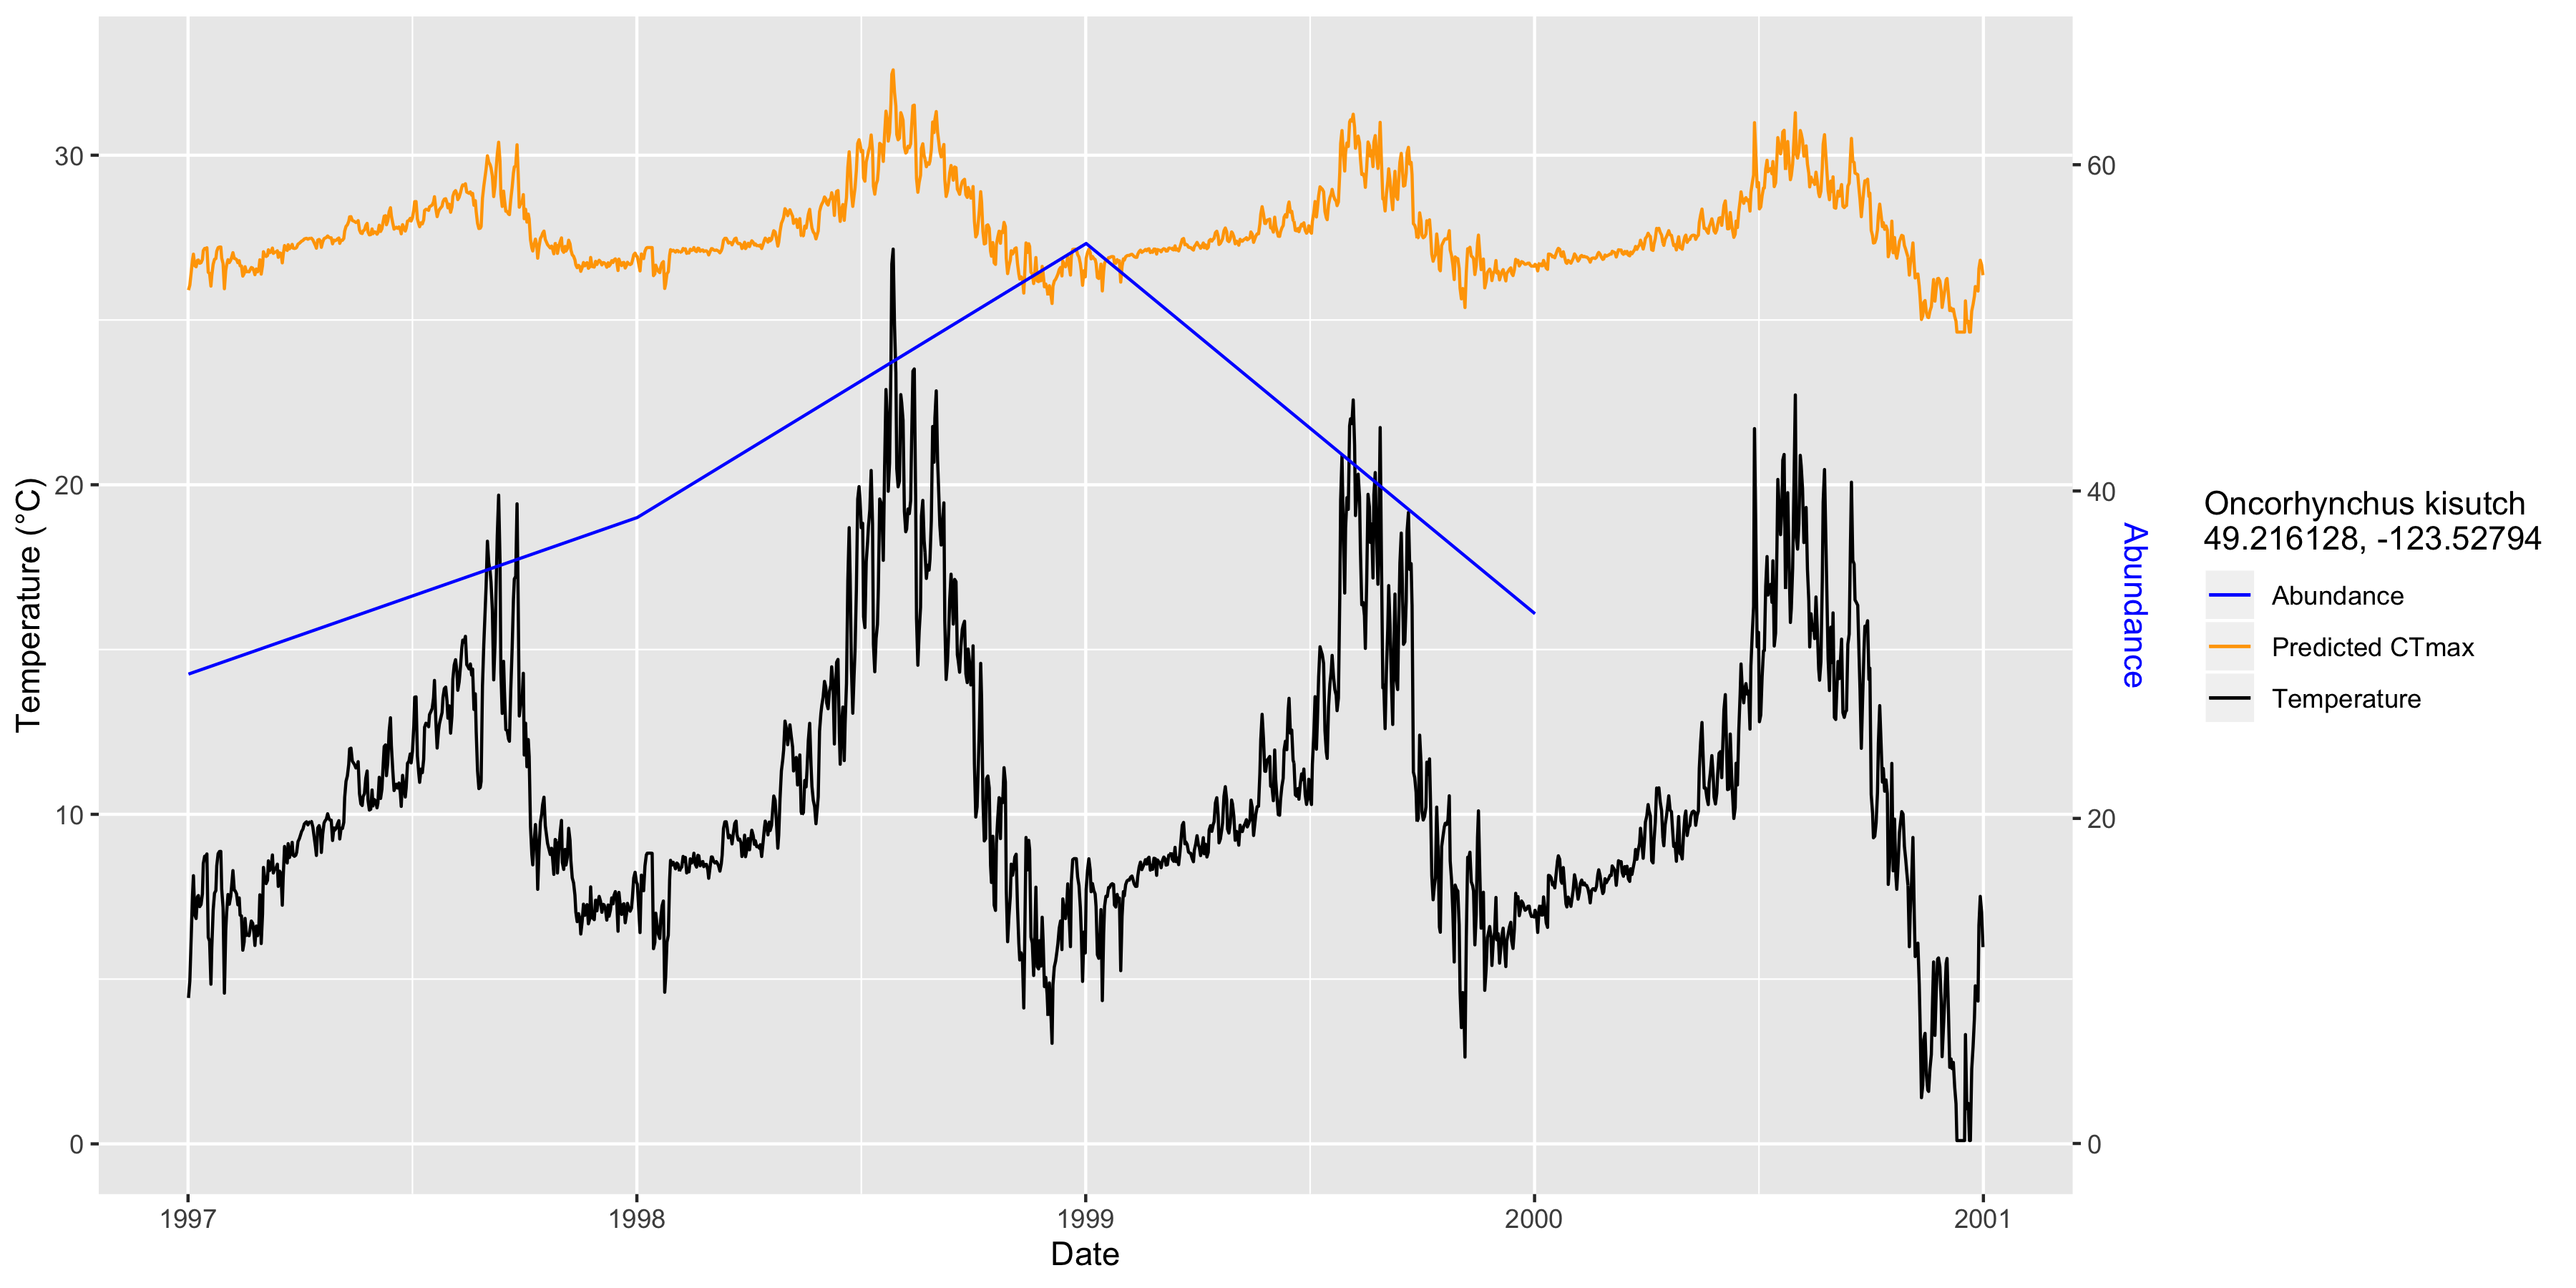 30
20
10
0
Temperature (°C)
1997
1998
1999
2000
2001
Date
60
40
20
0
Abundance
Oncorhynchus kisutch
49.216128, -123.52794
Abundance
Predicted CTmax
Temperature